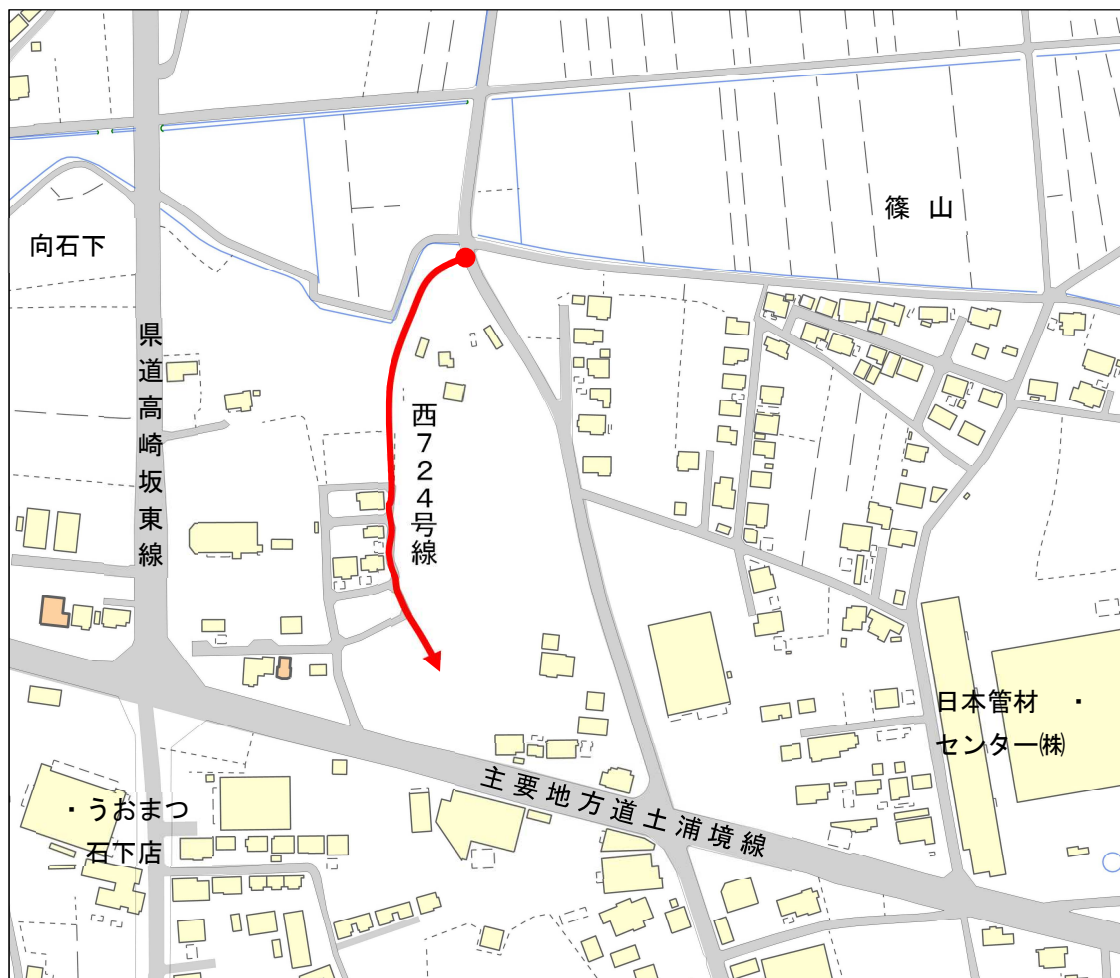 篠山
向石下
県道高崎坂東線
西７２４号線
日本管材
センター㈱
主要地方道土浦境線
・うおまつ
石下店